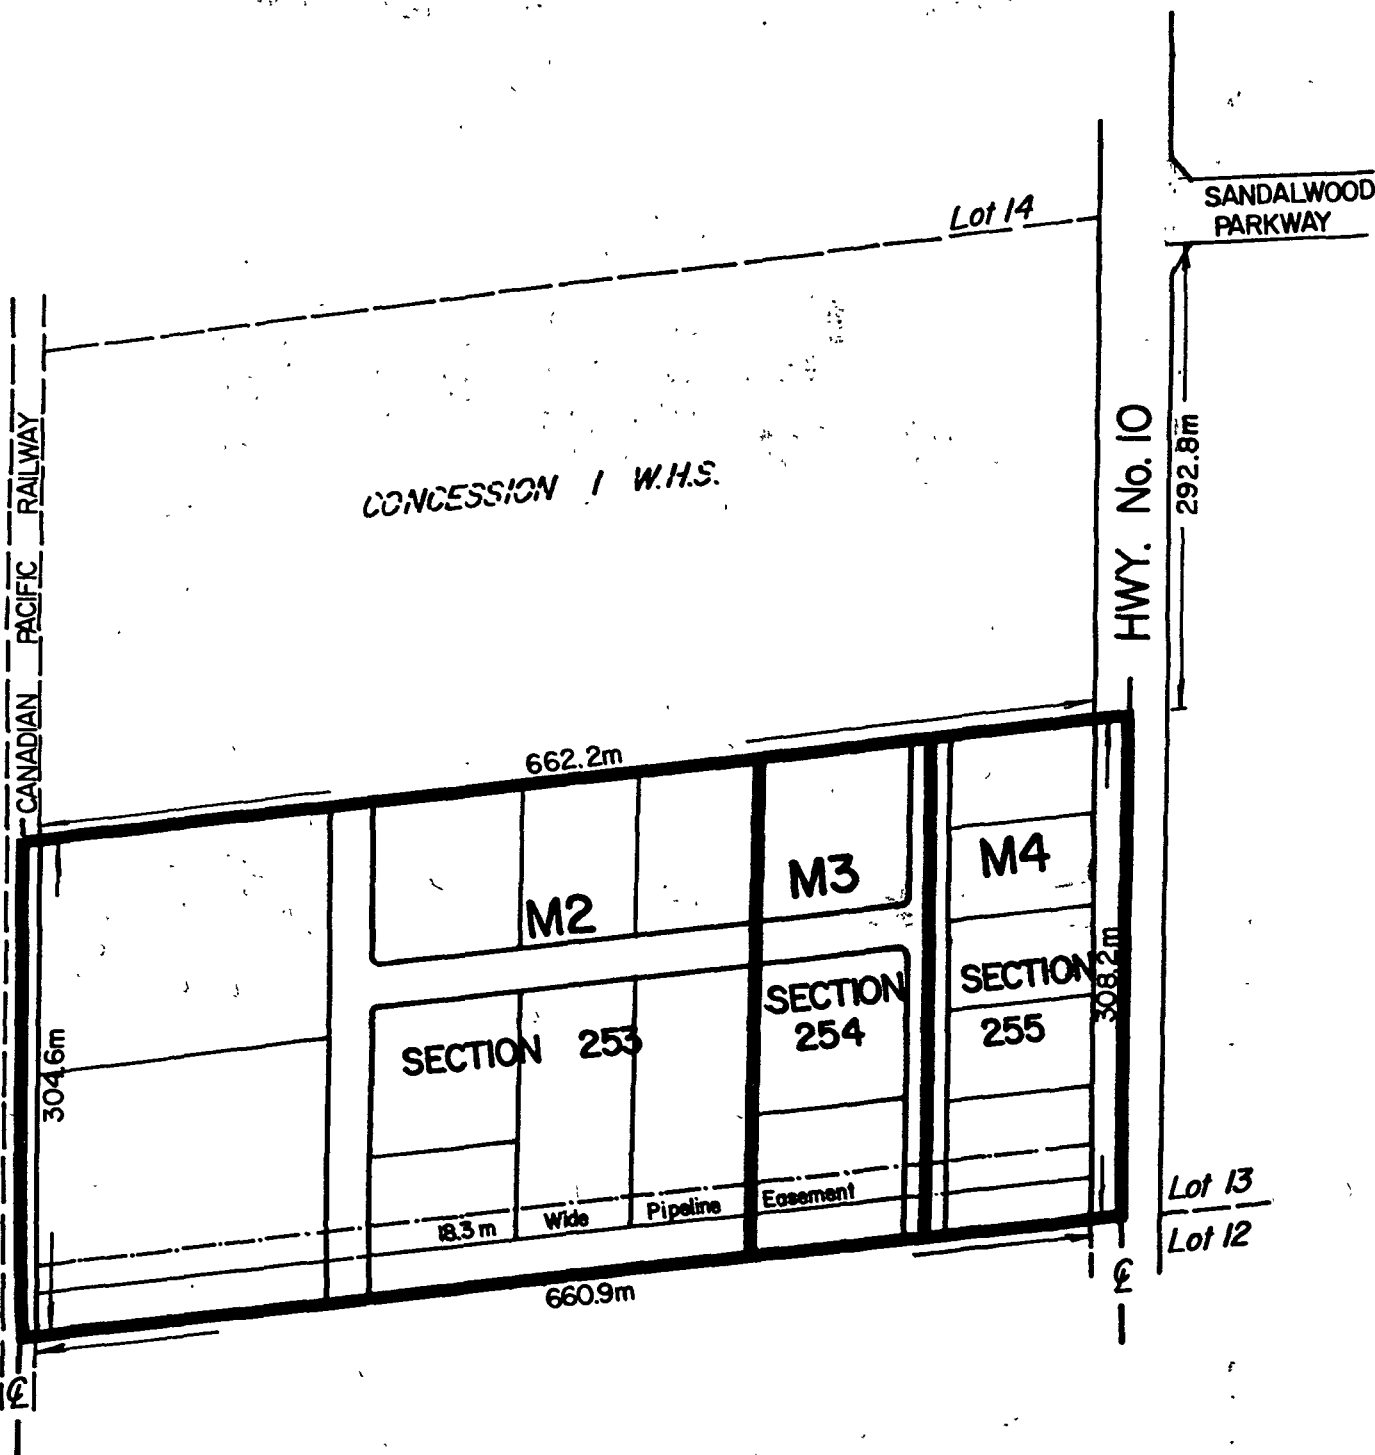 SANDALWOOD
PARKWAY
Lot 14
HWY. No. 10
292.8m
CANADIAN PACIFIC RAILWAY
CONCESSION 1 W.H.S.
662.2m
M2
M3
M4
SECTION 253
SECTION
254
SECTION
255
308.2m
304.6m
18.3 m Wide Pipeline Easement
Lot 13
Lot 12
660.9m
℄
℄